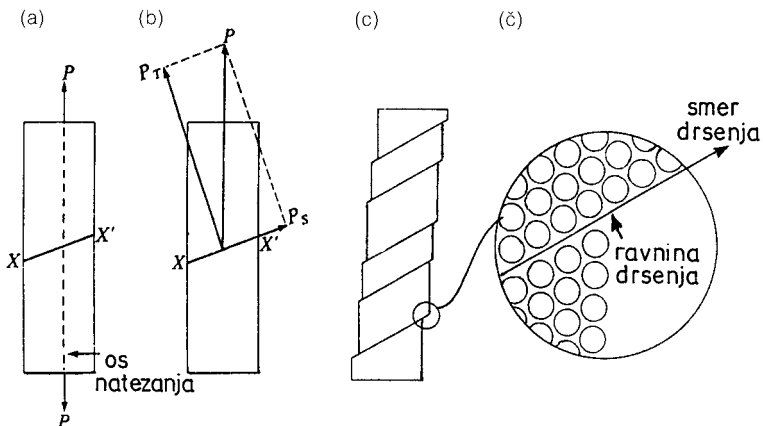 (a)
P
X
X'
os
natezanja
P
(b)
P
P_T
P_S
X
X'
(c)
(č)
smer
drsenja
ravnina
drsenja